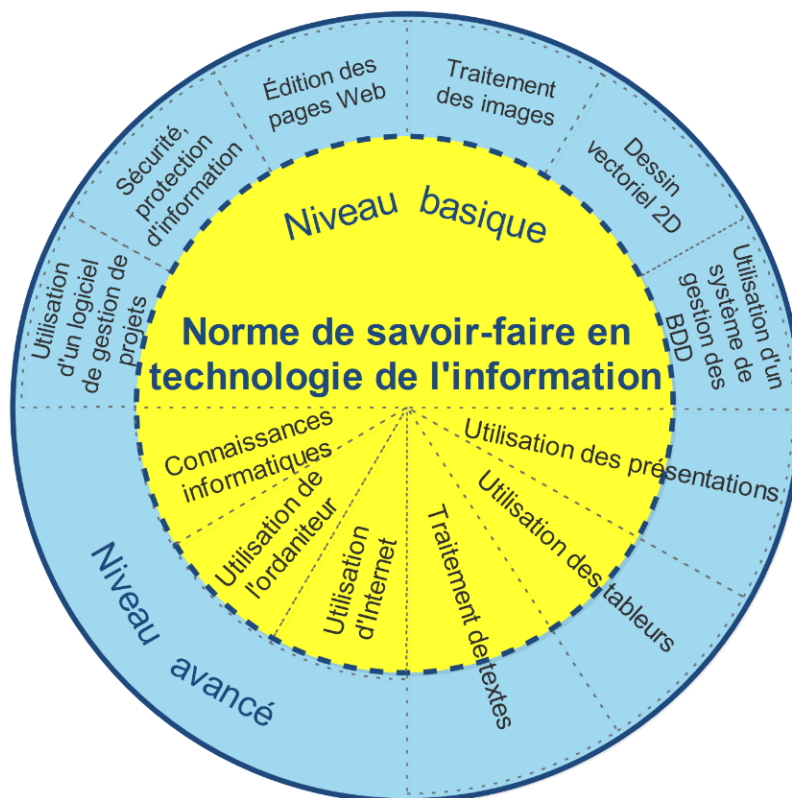 Édition des
pages Web
Traitement
des images
Dessin
vectoriel 2D
Utilisation d'un
système de
gestion des
BDD
Sécurité,
protection
d'information
Utilisation
d'un logiciel
de gestion de
projets
Niveau basique
Norme de savoir-faire en
technologie de l'information
Connaissances
informatiques
Utilisation de
l'ordaniteur
Utilisation
d'Internet
Traitement de textes
Utilisation des tableurs
Utilisation des présentations
Niveau avancé